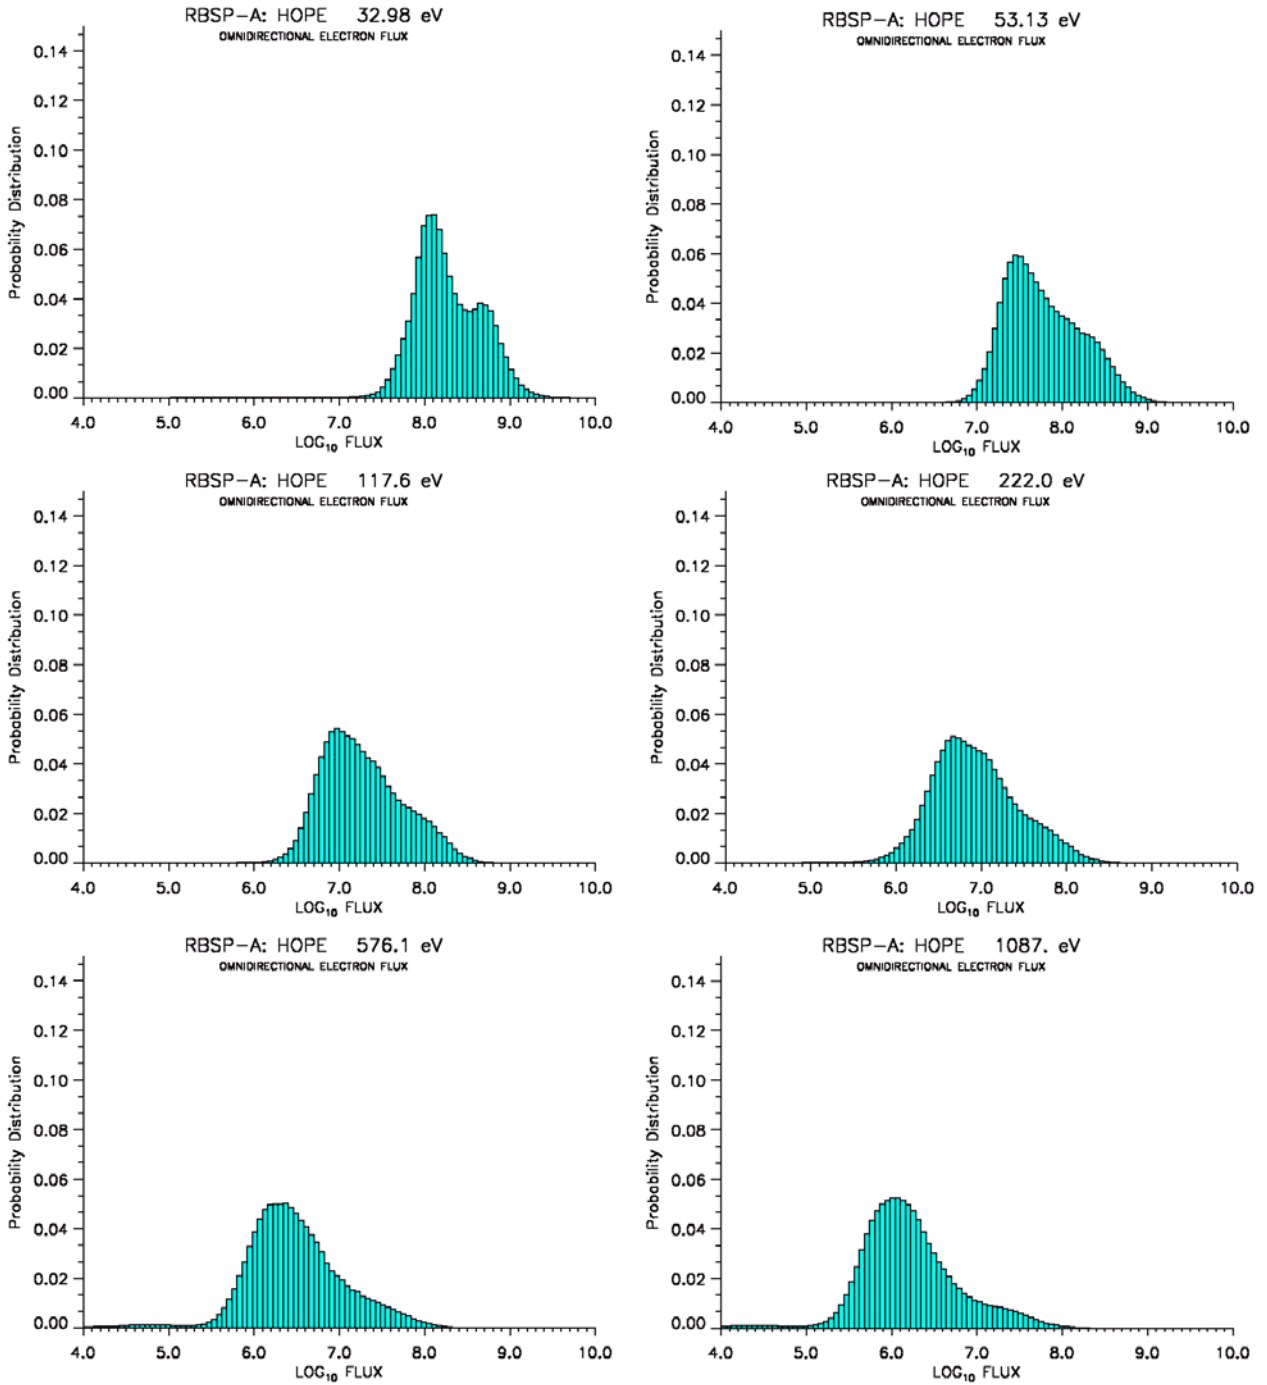 RBSP-A: HOPE 32.98 eV
OMNIDIRECTIONAL ELECTRON FLUX
Probability Distribution
0.14
0.12
0.10
0.08
0.06
0.04
0.02
0.00
4.0 5.0 6.0 7.0 8.0 9.0 10.0
LOG₁₀ FLUX
RBSP-A: HOPE 53.13 eV
OMNIDIRECTIONAL ELECTRON FLUX
Probability Distribution
0.14
0.12
0.10
0.08
0.06
0.04
0.02
0.00
4.0 5.0 6.0 7.0 8.0 9.0 10.0
LOG₁₀ FLUX
RBSP-A: HOPE 117.6 eV
OMNIDIRECTIONAL ELECTRON FLUX
Probability Distribution
0.14
0.12
0.10
0.08
0.06
0.04
0.02
0.00
4.0 5.0 6.0 7.0 8.0 9.0 10.0
LOG₁₀ FLUX
RBSP-A: HOPE 222.0 eV
OMNIDIRECTIONAL ELECTRON FLUX
Probability Distribution
0.14
0.12
0.10
0.08
0.06
0.04
0.02
0.00
4.0 5.0 6.0 7.0 8.0 9.0 10.0
LOG₁₀ FLUX
RBSP-A: HOPE 576.1 eV
OMNIDIRECTIONAL ELECTRON FLUX
Probability Distribution
0.14
0.12
0.10
0.08
0.06
0.04
0.02
0.00
4.0 5.0 6.0 7.0 8.0 9.0 10.0
LOG₁₀ FLUX
RBSP-A: HOPE 1087. eV
OMNIDIRECTIONAL ELECTRON FLUX
Probability Distribution
0.14
0.12
0.10
0.08
0.06
0.04
0.02
0.00
4.0 5.0 6.0 7.0 8.0 9.0 10.0
LOG₁₀ FLUX